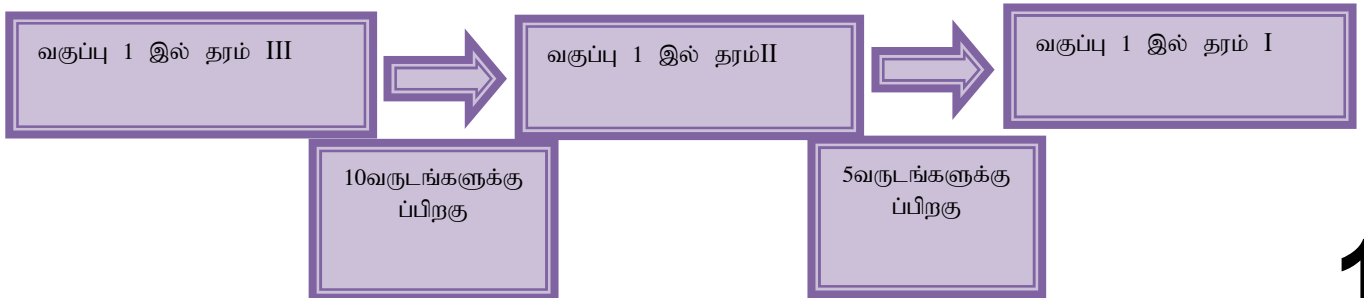 வகுப்பு 1 இல் தரம் III
வகுப்பு 1 இல் தரம்II
வகுப்பு 1 இல் தரம் I
10வருடங்களுக்கு
ப்பிறகு
5வருடங்களுக்கு
ப்பிறகு
1